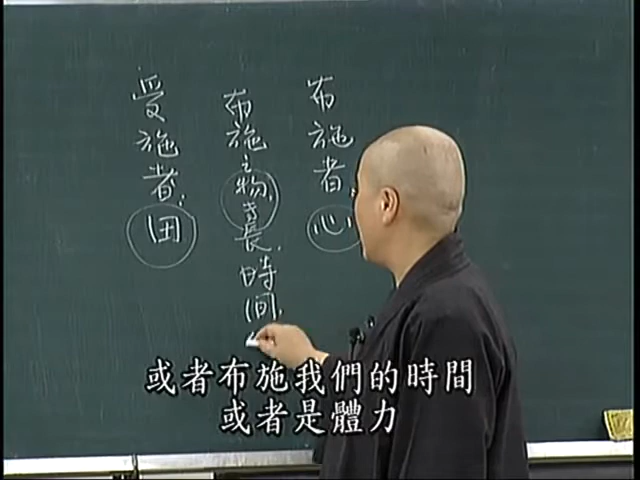 布施者,心
布施之物,專長,時間,
受施者,田
或者布施我們的時間
或者是體力